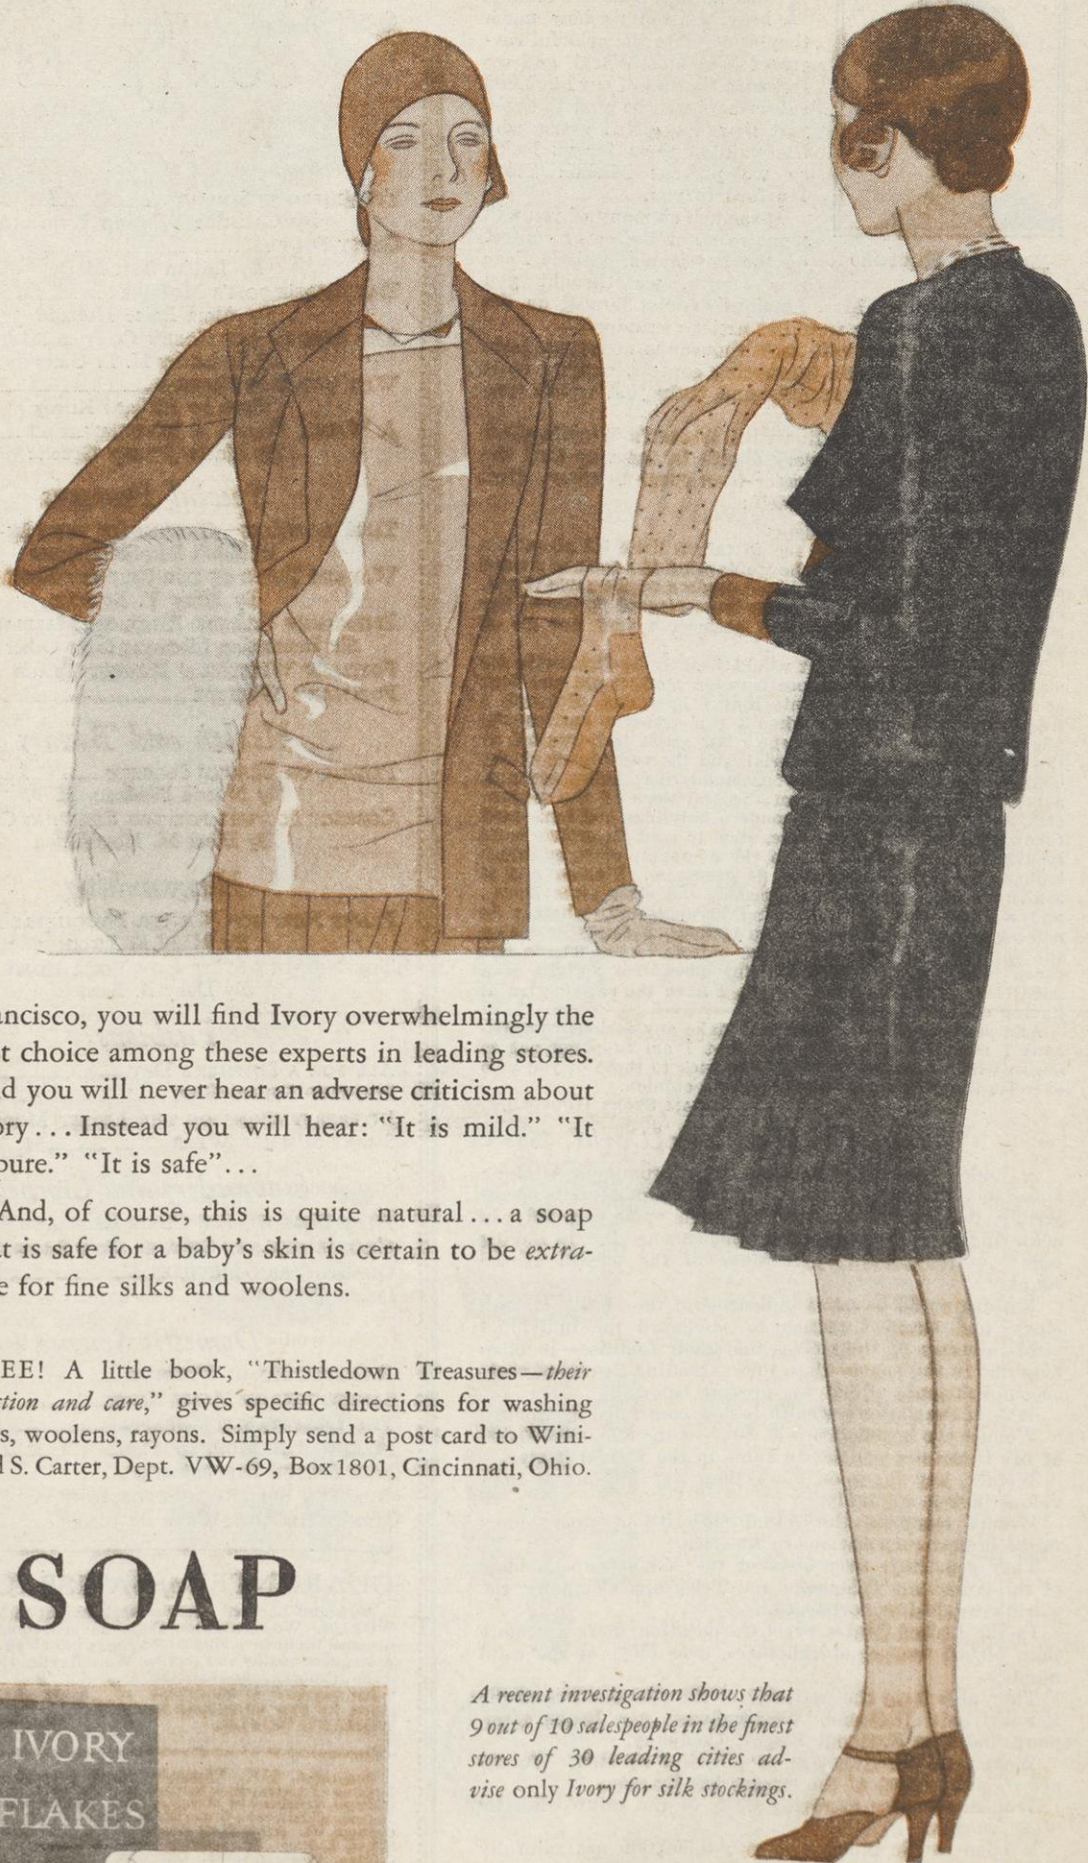 ncisco, you will find Ivory overwhelmingly the
t choice among these experts in leading stores.
d you will never hear an adverse criticism about
ory... Instead you will hear: "It is mild." "It
pure." "It is safe"...
And, of course, this is quite natural...a soap
t is safe for a baby's skin is certain to be extra-
e for fine silks and woolens.
EE! A little book, "Thistledown Treasures—their
tion and care," gives specific directions for washing
s, woolens, rayons. Simply send a post card to Wini-
d S. Carter, Dept. VW-69, Box 1801, Cincinnati, Ohio.
SOAP
IVORY
FLAKES
A recent investigation shows that
9 out of 10 salespeople in the finest
stores of 30 leading cities ad-
vise only Ivory for silk stockings.